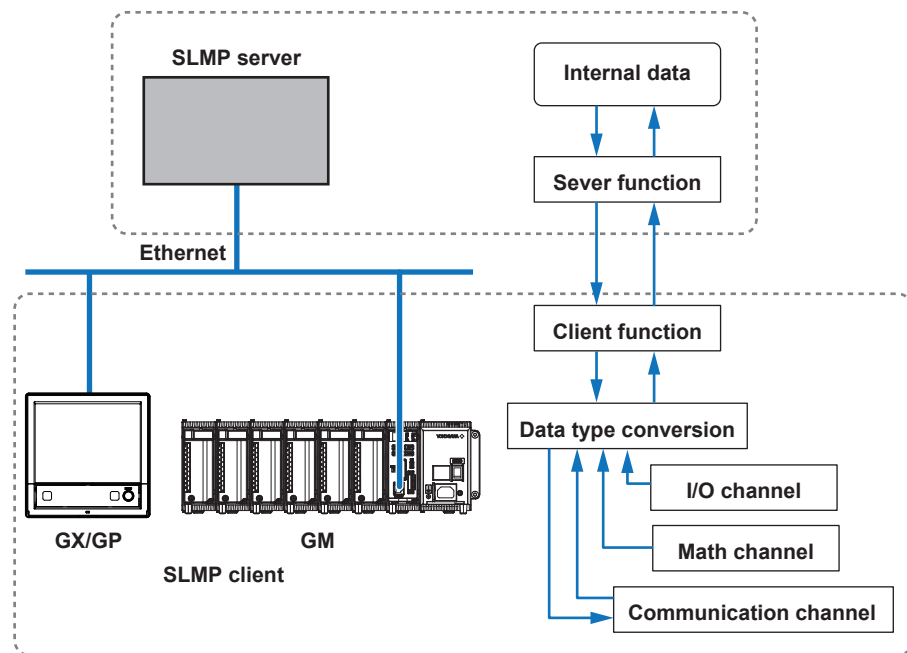 SLMP server
Internal data
Sever function
Ethernet
Client function
Data type conversion
I/O channel
GX/GP
GM
Math channel
SLMP client
Communication channel